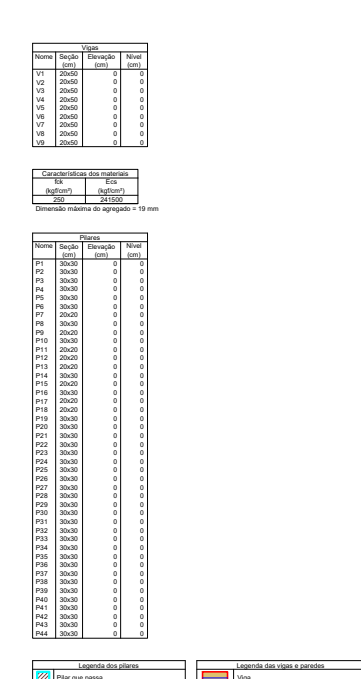 Vigas
Nome Seção Elevação Nível
(cm) (cm) (cm)
V1 20x50 0 0
V2 20x50 0 0
V3 20x50 0 0
V4 20x50 0 0
V5 20x50 0 0
V6 20x50 0 0
V7 20x50 0 0
V8 20x50 0 0
V9 20x50 0 0
Características dos materiais
fck Ecs
(kgf/cm²) (kgf/cm²)
250 241500
Dimensão máxima do agregado = 19 mm
Pilares
Nome Seção Elevação Nível
(cm) (cm) (cm)
P1 30x30 0 0
P2 30x30 0 0
P3 30x30 0 0
P4 30x30 0 0
P5 30x30 0 0
P6 30x30 0 0
P7 20x20 0 0
P8 30x30 0 0
P9 20x20 0 0
P10 30x30 0 0
P11 20x20 0 0
P12 20x20 0 0
P13 20x20 0 0
P14 30x30 0 0
P15 20x20 0 0
P16 30x30 0 0
P17 20x20 0 0
P18 20x20 0 0
P19 30x30 0 0
P20 30x30 0 0
P21 30x30 0 0
P22 30x30 0 0
P23 30x30 0 0
P24 30x30 0 0
P25 30x30 0 0
P26 30x30 0 0
P27 30x30 0 0
P28 30x30 0 0
P29 30x30 0 0
P30 30x30 0 0
P31 30x30 0 0
P32 30x30 0 0
P33 30x30 0 0
P34 30x30 0 0
P35 30x30 0 0
P36 30x30 0 0
P37 30x30 0 0
P38 30x30 0 0
P39 30x30 0 0
P40 30x30 0 0
P41 30x30 0 0
P42 30x30 0 0
P43 30x30 0 0
P44 30x30 0 0
Legenda dos pilares Legenda das vigas e paredes
Pilar que passa Viga